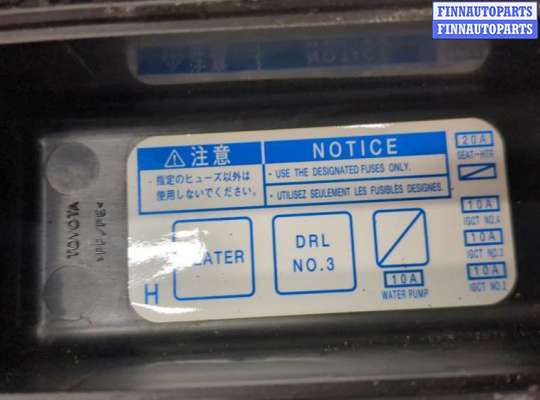 FINNAUTOPARTS
FINNAUTOPARTS
⚠注意
NOTICE
・指定のヒューズ以外は
使用しないでください。
・USE THE DESIGNATED FUSES ONLY.
・UTILISEZ SEULEMENT LES FUSIBLES DESIGNES.
20A
SEAT-HTR
10A
IGCT NO.4
10A
IGCT NO.3
10A
IGCT NO.2
DRL
NO.3
10A
WATER PUMP
H
TOYOTA
>PP/PE<